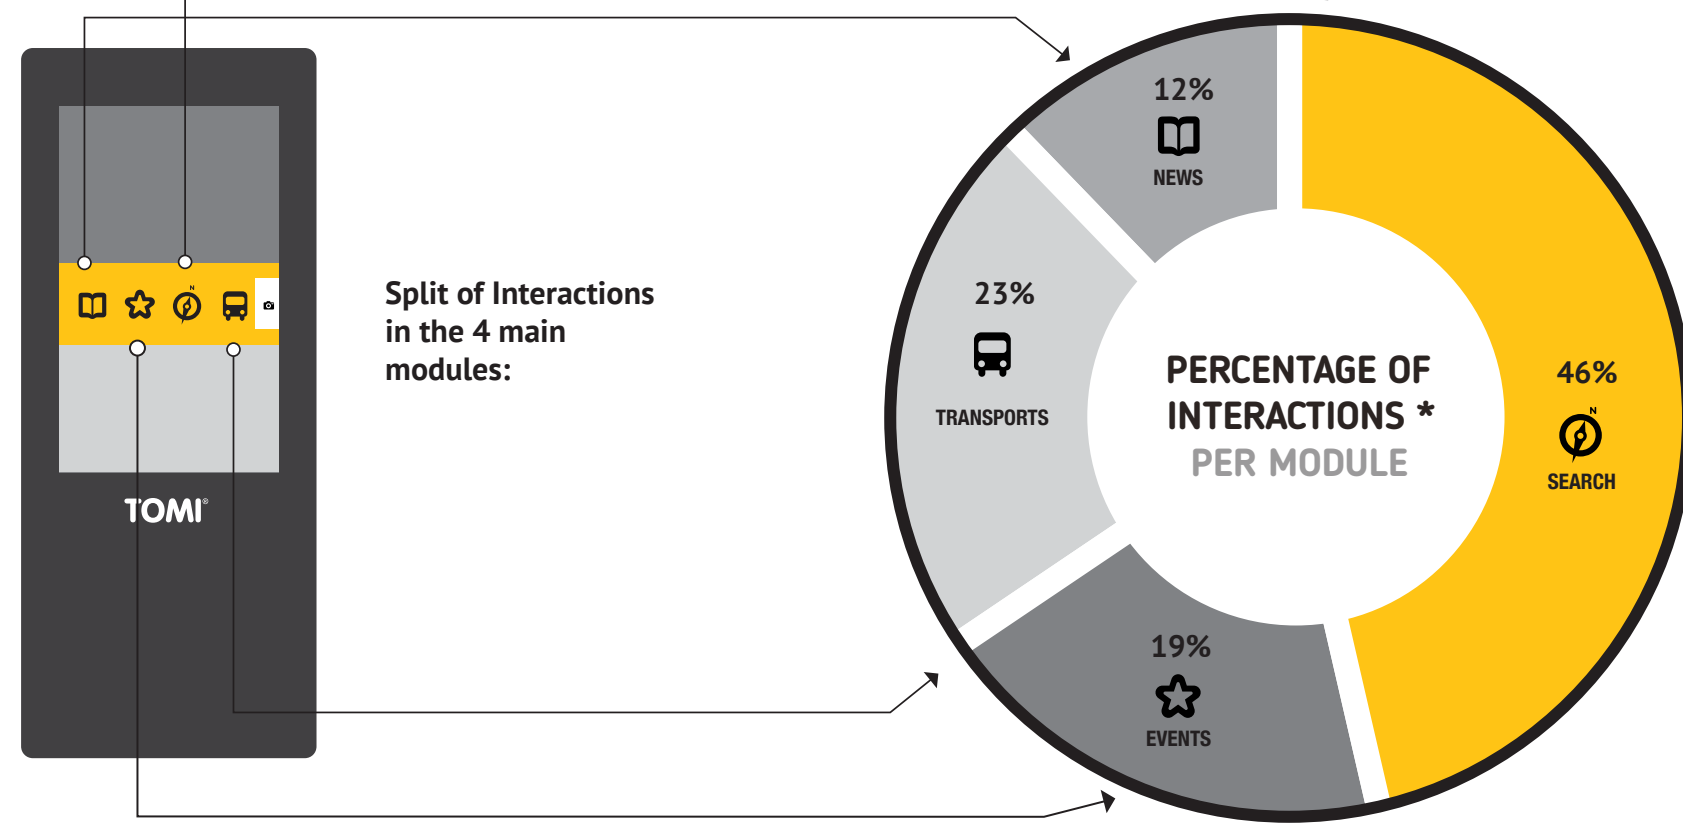 N
TOMI®
Split of Interactions
in the 4 main
modules:
12%
NEWS
23%
TRANSPORTS
PERCENTAGE OF
INTERACTIONS *
PER MODULE
46%
N
SEARCH
19%
EVENTS